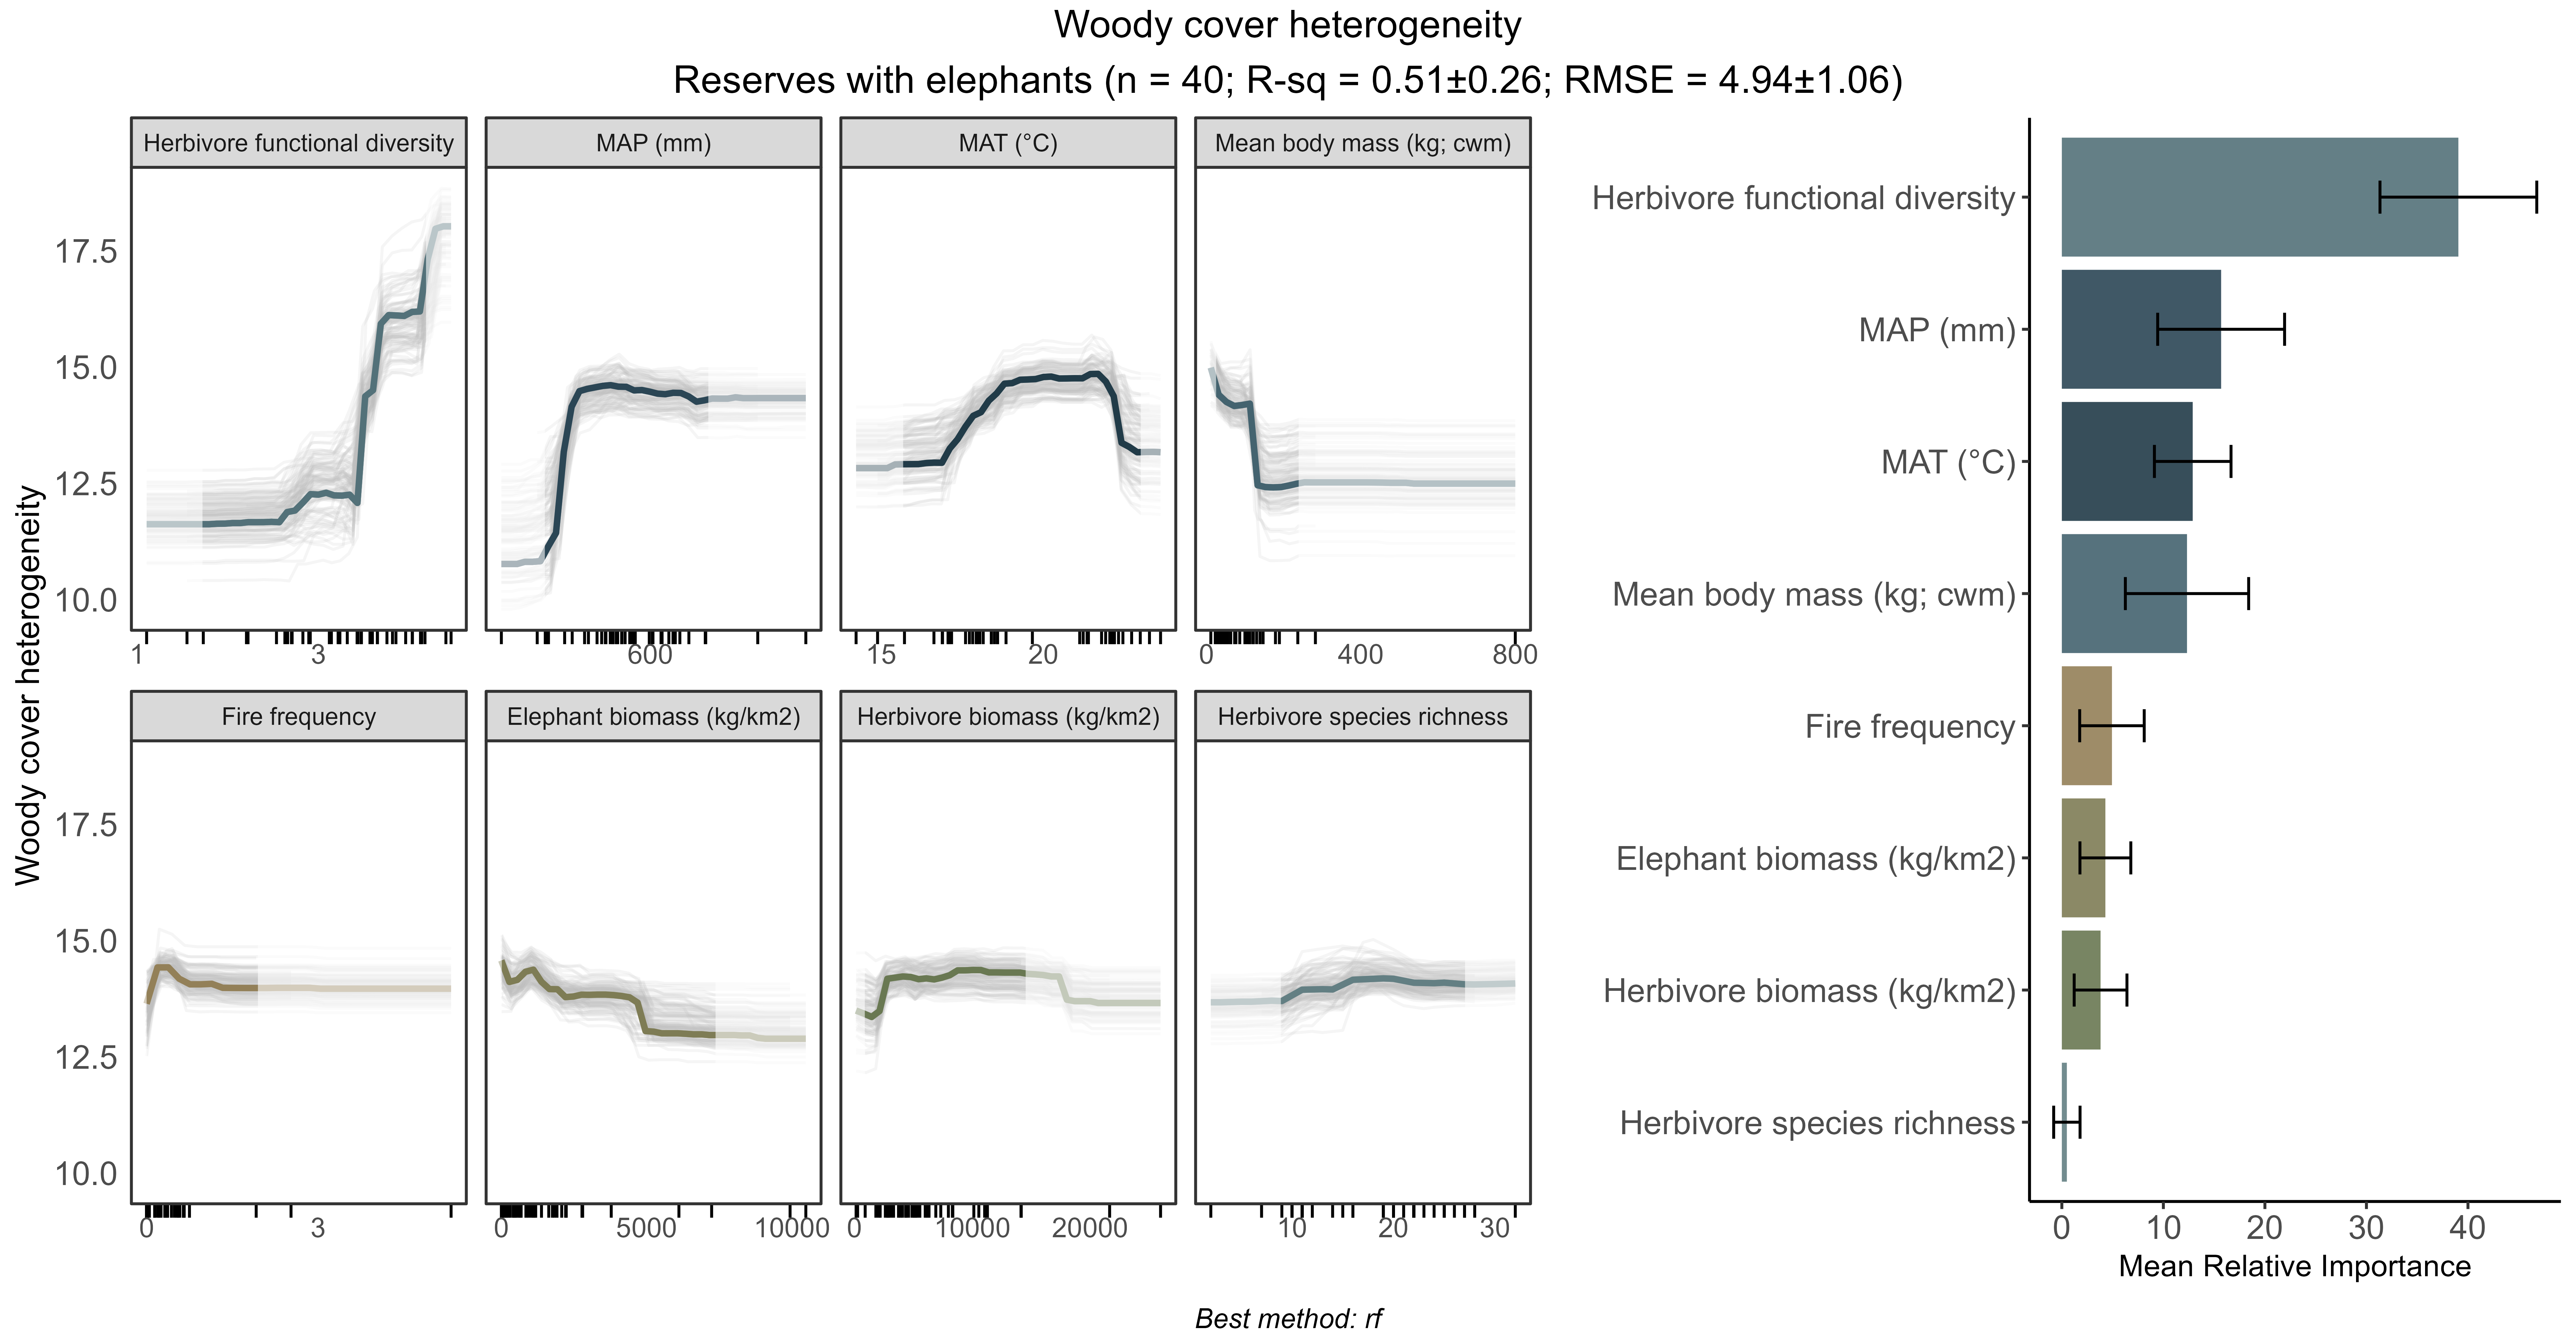 Woody cover heterogeneity
Reserves with elephants (n = 40; R-sq = 0.51±0.26; RMSE = 4.94±1.06)
Woody cover heterogeneity
Herbivore functional diversity
MAP (mm)
MAT (°C)
Mean body mass (kg; cwm)
17.5
15.0
12.5
10.0
1 3
600
15 20
0 400 800
Fire frequency
Elephant biomass (kg/km2)
Herbivore biomass (kg/km2)
Herbivore species richness
17.5
15.0
12.5
10.0
0 3
0 5000 10000
0 10000 20000
10 20 30
Herbivore functional diversity
MAP (mm)
MAT (°C)
Mean body mass (kg; cwm)
Fire frequency
Elephant biomass (kg/km2)
Herbivore biomass (kg/km2)
Herbivore species richness
0 10 20 30 40
Mean Relative Importance
Best method: rf